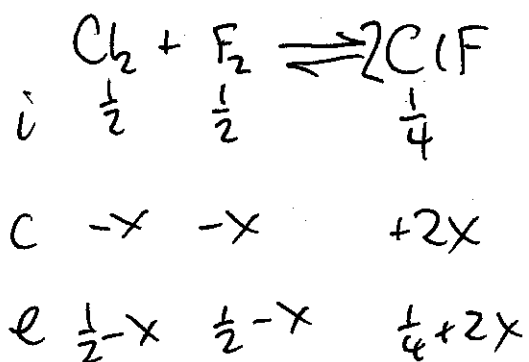 Cl₂ + F₂ ⇌ 2ClF
i 1/2 1/2 1/4
C -x -x +2x
e 1/2-x 1/2-x 1/4+2x